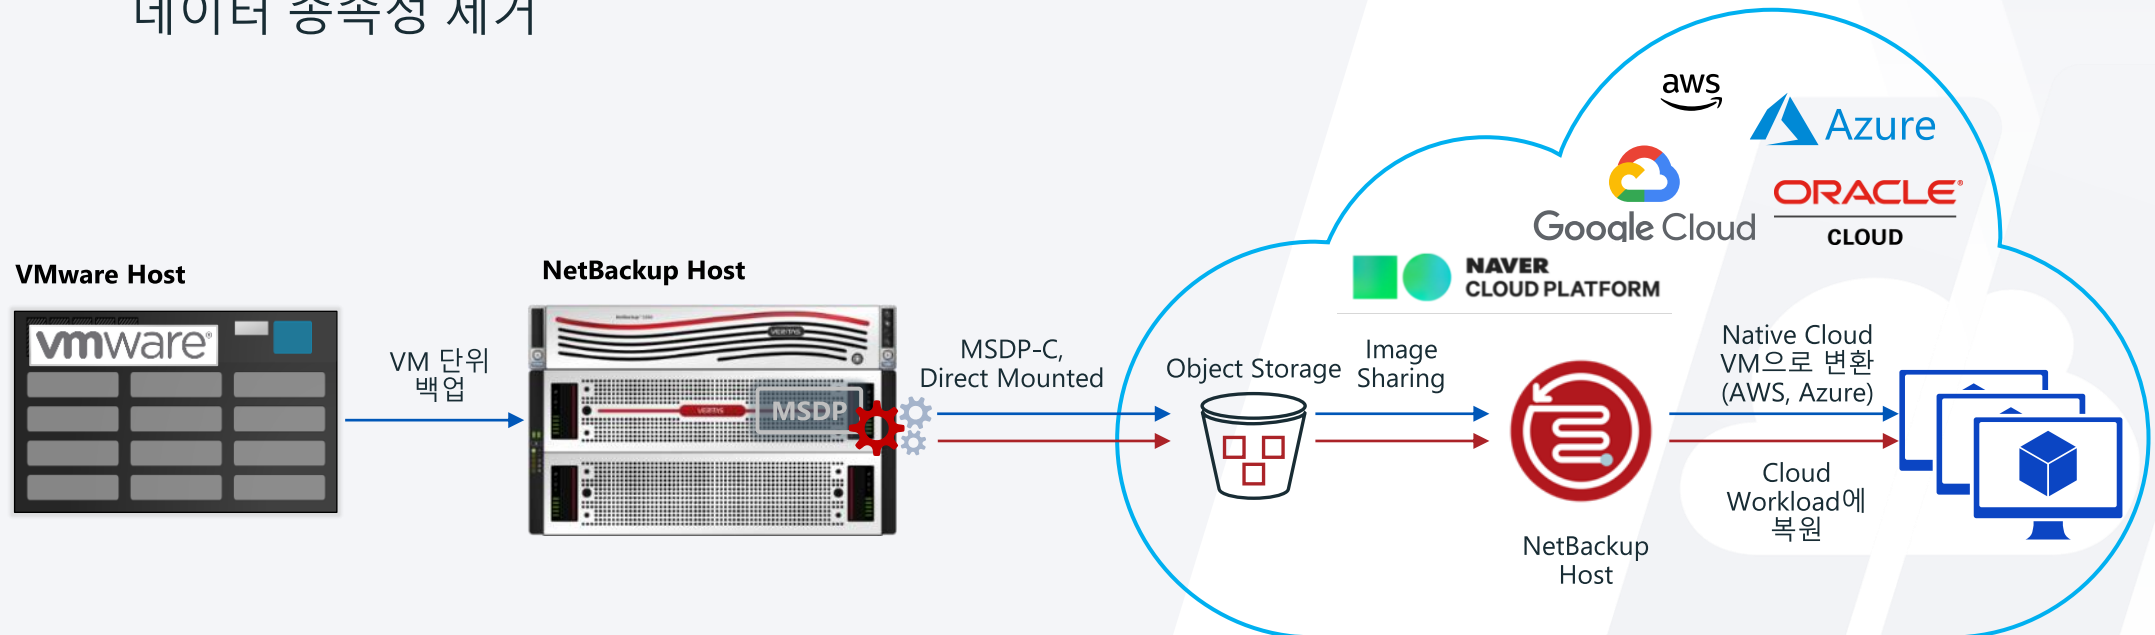 데이터 종속성 제거
aws
Azure
Google Cloud
ORACLE
CLOUD
NAVER
CLOUD PLATFORM
VMware Host
vmware
VM 단위
백업
NetBackup Host
VERITAS
VERITAS
MSDP
MSDP-C,
Direct Mounted
Object Storage
Image
Sharing
NetBackup
Host
Native Cloud
VM으로 변환
(AWS, Azure)
Cloud
Workload에
복원